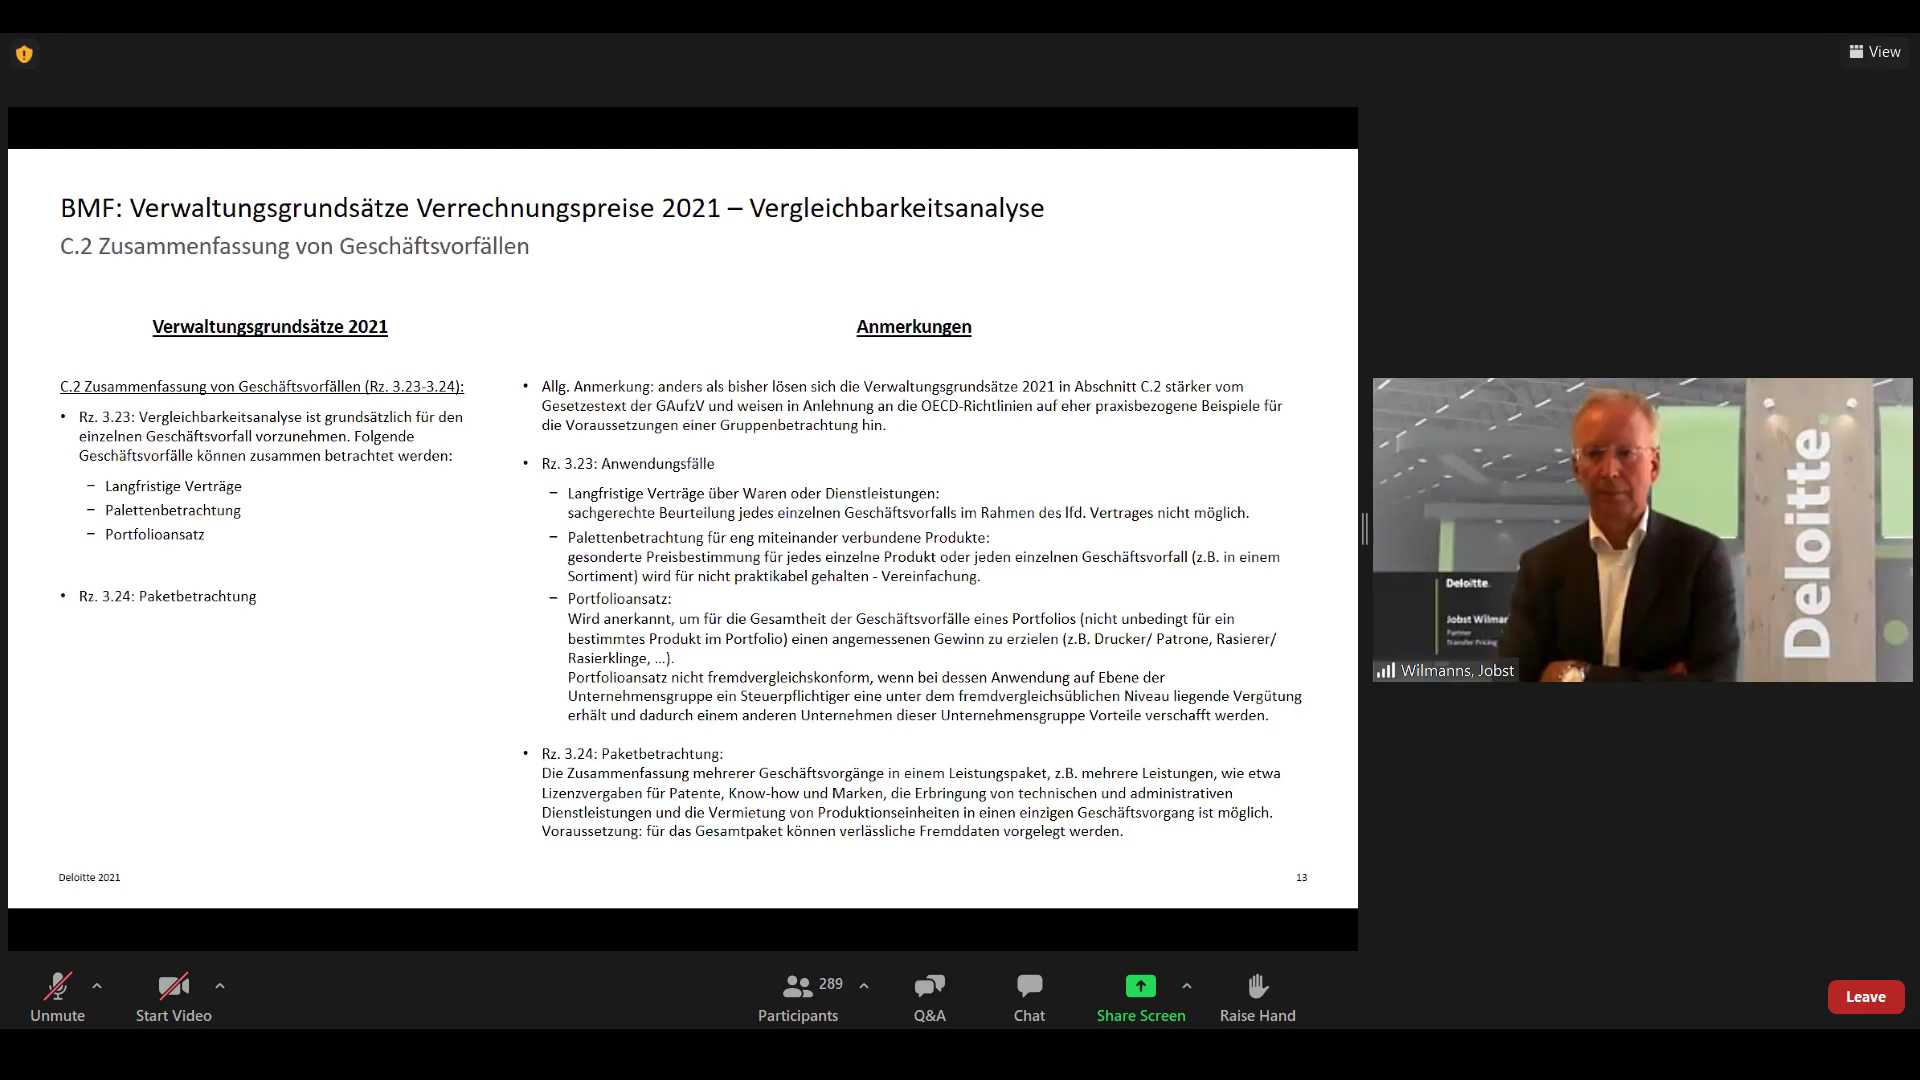 View
BMF: Verwaltungsgrundsätze Verrechnungspreise 2021 – Vergleichbarkeitsanalyse
C.2 Zusammenfassung von Geschäftsvorfällen
Verwaltungsgrundsätze 2021
C.2 Zusammenfassung von Geschäftsvorfällen (Rz. 3.23-3.24):
• Rz. 3.23: Vergleichbarkeitsanalyse ist grundsätzlich für den
einzelnen Geschäftsvorfall vorzunehmen. Folgende
Geschäftsvorfälle können zusammen betrachtet werden:
– Langfristige Verträge
– Palettenbetrachtung
– Portfolioansatz
• Rz. 3.24: Paketbetrachtung
Anmerkungen
• Allg. Anmerkung: anders als bisher lösen sich die Verwaltungsgrundsätze 2021 in Abschnitt C.2 stärker vom
Gesetzestext der GAufzV und weisen in Anlehnung an die OECD-Richtlinien auf eher praxisbezogene Beispiele für
die Voraussetzungen einer Gruppenbetrachtung hin.
• Rz. 3.23: Anwendungsfälle
– Langfristige Verträge über Waren oder Dienstleistungen:
sachgerechte Beurteilung jedes einzelnen Geschäftsvorfalls im Rahmen des lfd. Vertrages nicht möglich.
– Palettenbetrachtung für eng miteinander verbundene Produkte:
gesonderte Preisbestimmung für jedes einzelne Produkt oder jeden einzelnen Geschäftsvorfall (z.B. in einem
Sortiment) wird für nicht praktikabel gehalten - Vereinfachung.
– Portfolioansatz:
Wird anerkannt, um für die Gesamtheit der Geschäftsvorfälle eines Portfolios (nicht unbedingt für ein
bestimmtes Produkt im Portfolio) einen angemessenen Gewinn zu erzielen (z.B. Drucker/ Patrone, Rasierer/
Rasierklinge, ...).
Portfolioansatz nicht fremdvergleichskonform, wenn bei dessen Anwendung auf Ebene der
Unternehmensgruppe ein Steuerpflichtiger eine unter dem fremdvergleichsüblichen Niveau liegende Vergütung
erhält und dadurch einem anderen Unternehmen dieser Unternehmensgruppe Vorteile verschafft werden.
• Rz. 3.24: Paketbetrachtung:
Die Zusammenfassung mehrerer Geschäftsvorgänge in einem Leistungspaket, z.B. mehrere Leistungen, wie etwa
Lizenzvergaben für Patente, Know-how und Marken, die Erbringung von technischen und administrativen
Dienstleistungen und die Vermietung von Produktionseinheiten in einen einzigen Geschäftsvorgang ist möglich.
Voraussetzung: für das Gesamtpaket können verlässliche Fremddaten vorgelegt werden.
Deloitte 2021
13
Deloitte.
Deloitte.
Jobst Wilmar
Partner
Transfer Pricing
Wilmanns, Jobst
Unmute
Start Video
289
Participants
Q&A
Chat
Share Screen
Raise Hand
Leave